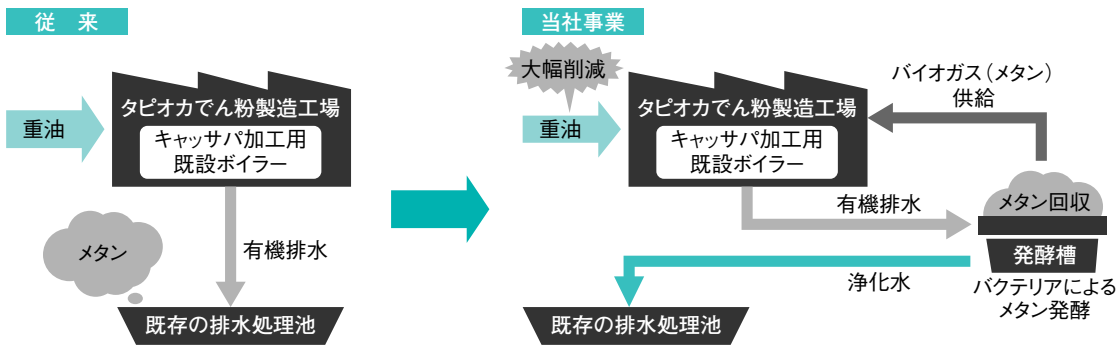 従　来
重油
タピオカでん粉製造工場
キャッサバ加工用
既設ボイラー
メタン
有機排水
既存の排水処理池
当社事業
大幅削減
重油
タピオカでん粉製造工場
キャッサバ加工用
既設ボイラー
バイオガス（メタン）
供給
有機排水
メタン回収
発酵槽
バクテリアによる
メタン発酵
浄化水
既存の排水処理池